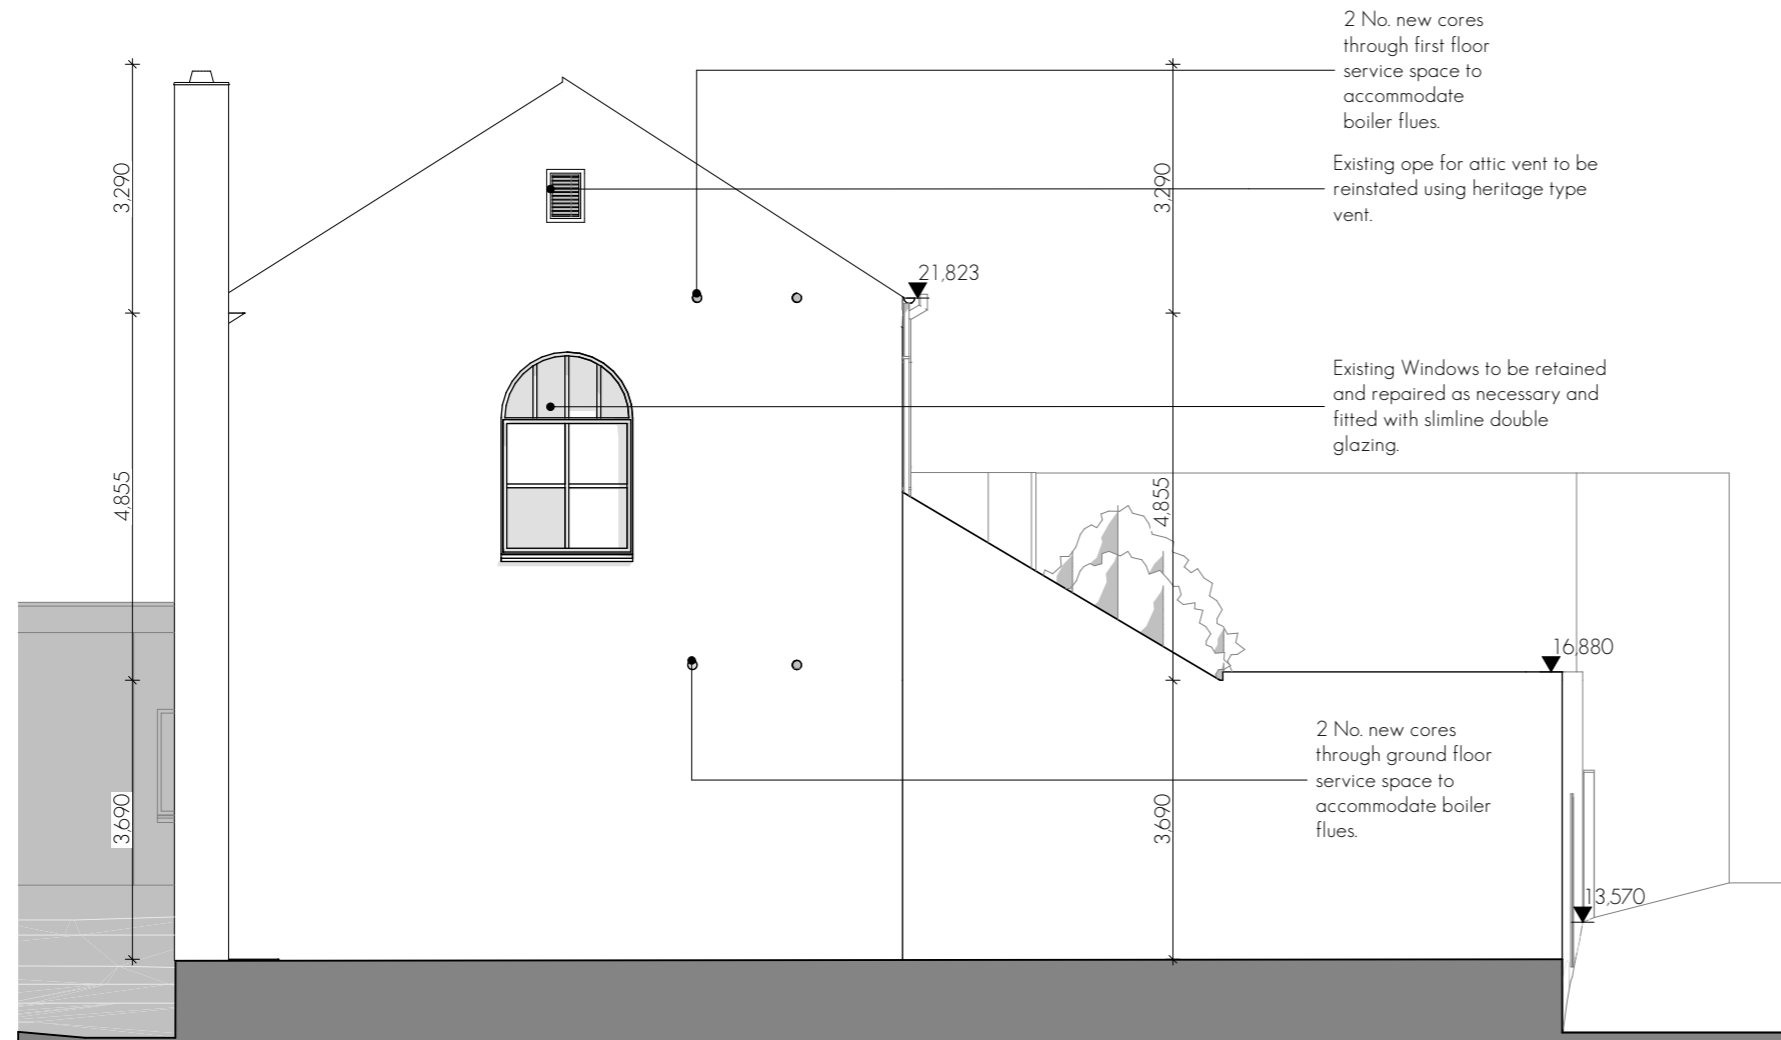 2 No. new cores
through first floor
service space to
accommodate
boiler flues.
Existing ope for attic vent to be
reinstated using heritage type
vent.
3,290
3,290
21,823
Existing Windows to be retained
and repaired as necessary and
fitted with slimline double
glazing.
4,855
4,855
16,880
2 No. new cores
through ground floor
service space to
accommodate boiler
flues.
3,690
3,690
13,570